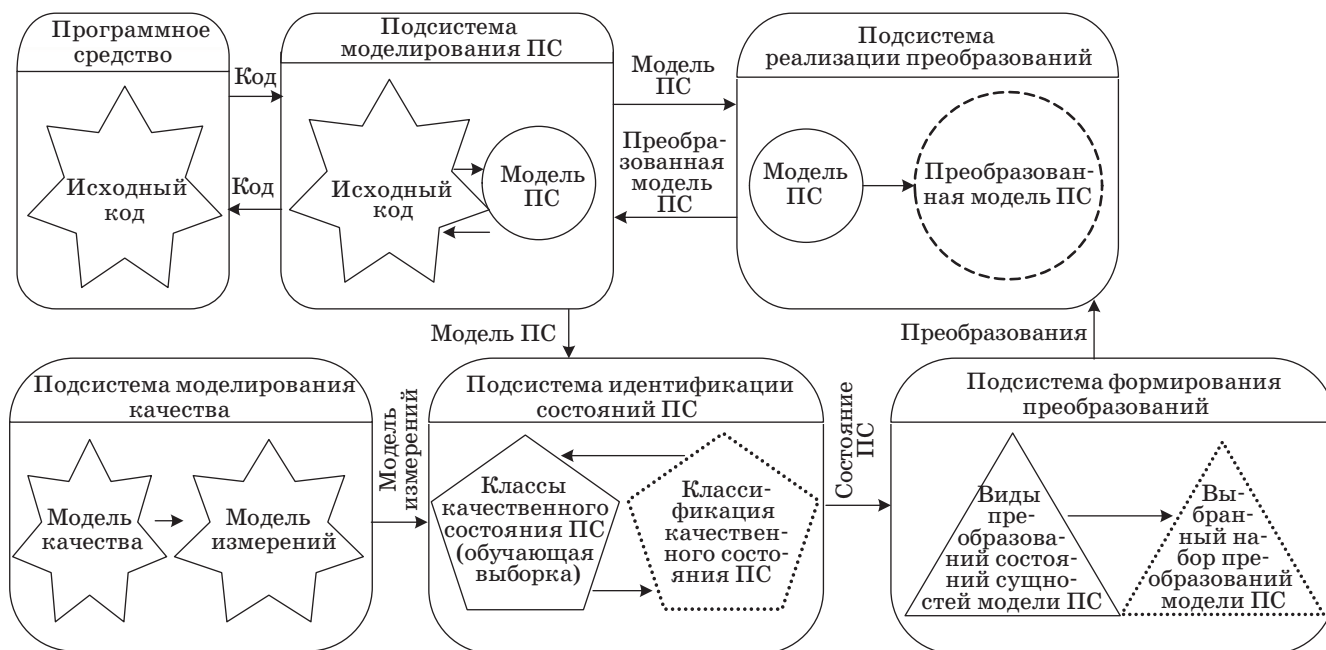 Программное
средство
Исходный
код
Код
Код
Подсистема
моделирования ПС
Исходный
код
Модель
ПС
Модель
ПС
Преобра-
зованная
модель
ПС
Подсистема
реализации преобразований
Модель
ПС
Преобразован-
ная модель ПС
Модель ПС
Преобразования
Подсистема моделирования
качества
Модель
качества
Модель
измерений
Модель
измерений
Подсистема идентификации
состояний ПС
Классы
качественного
состояния ПС
(обучающая
выборка)
Класси-
фикация
качествен-
ного состо-
яния ПС
Состояние
ПС
Подсистема формирования
преобразований
Виды
пре-
образо-
ваний состоя-
ний сущно-
стей модели ПС
Вы-
бран-
ный на-
бор пре-
образований
модели ПС